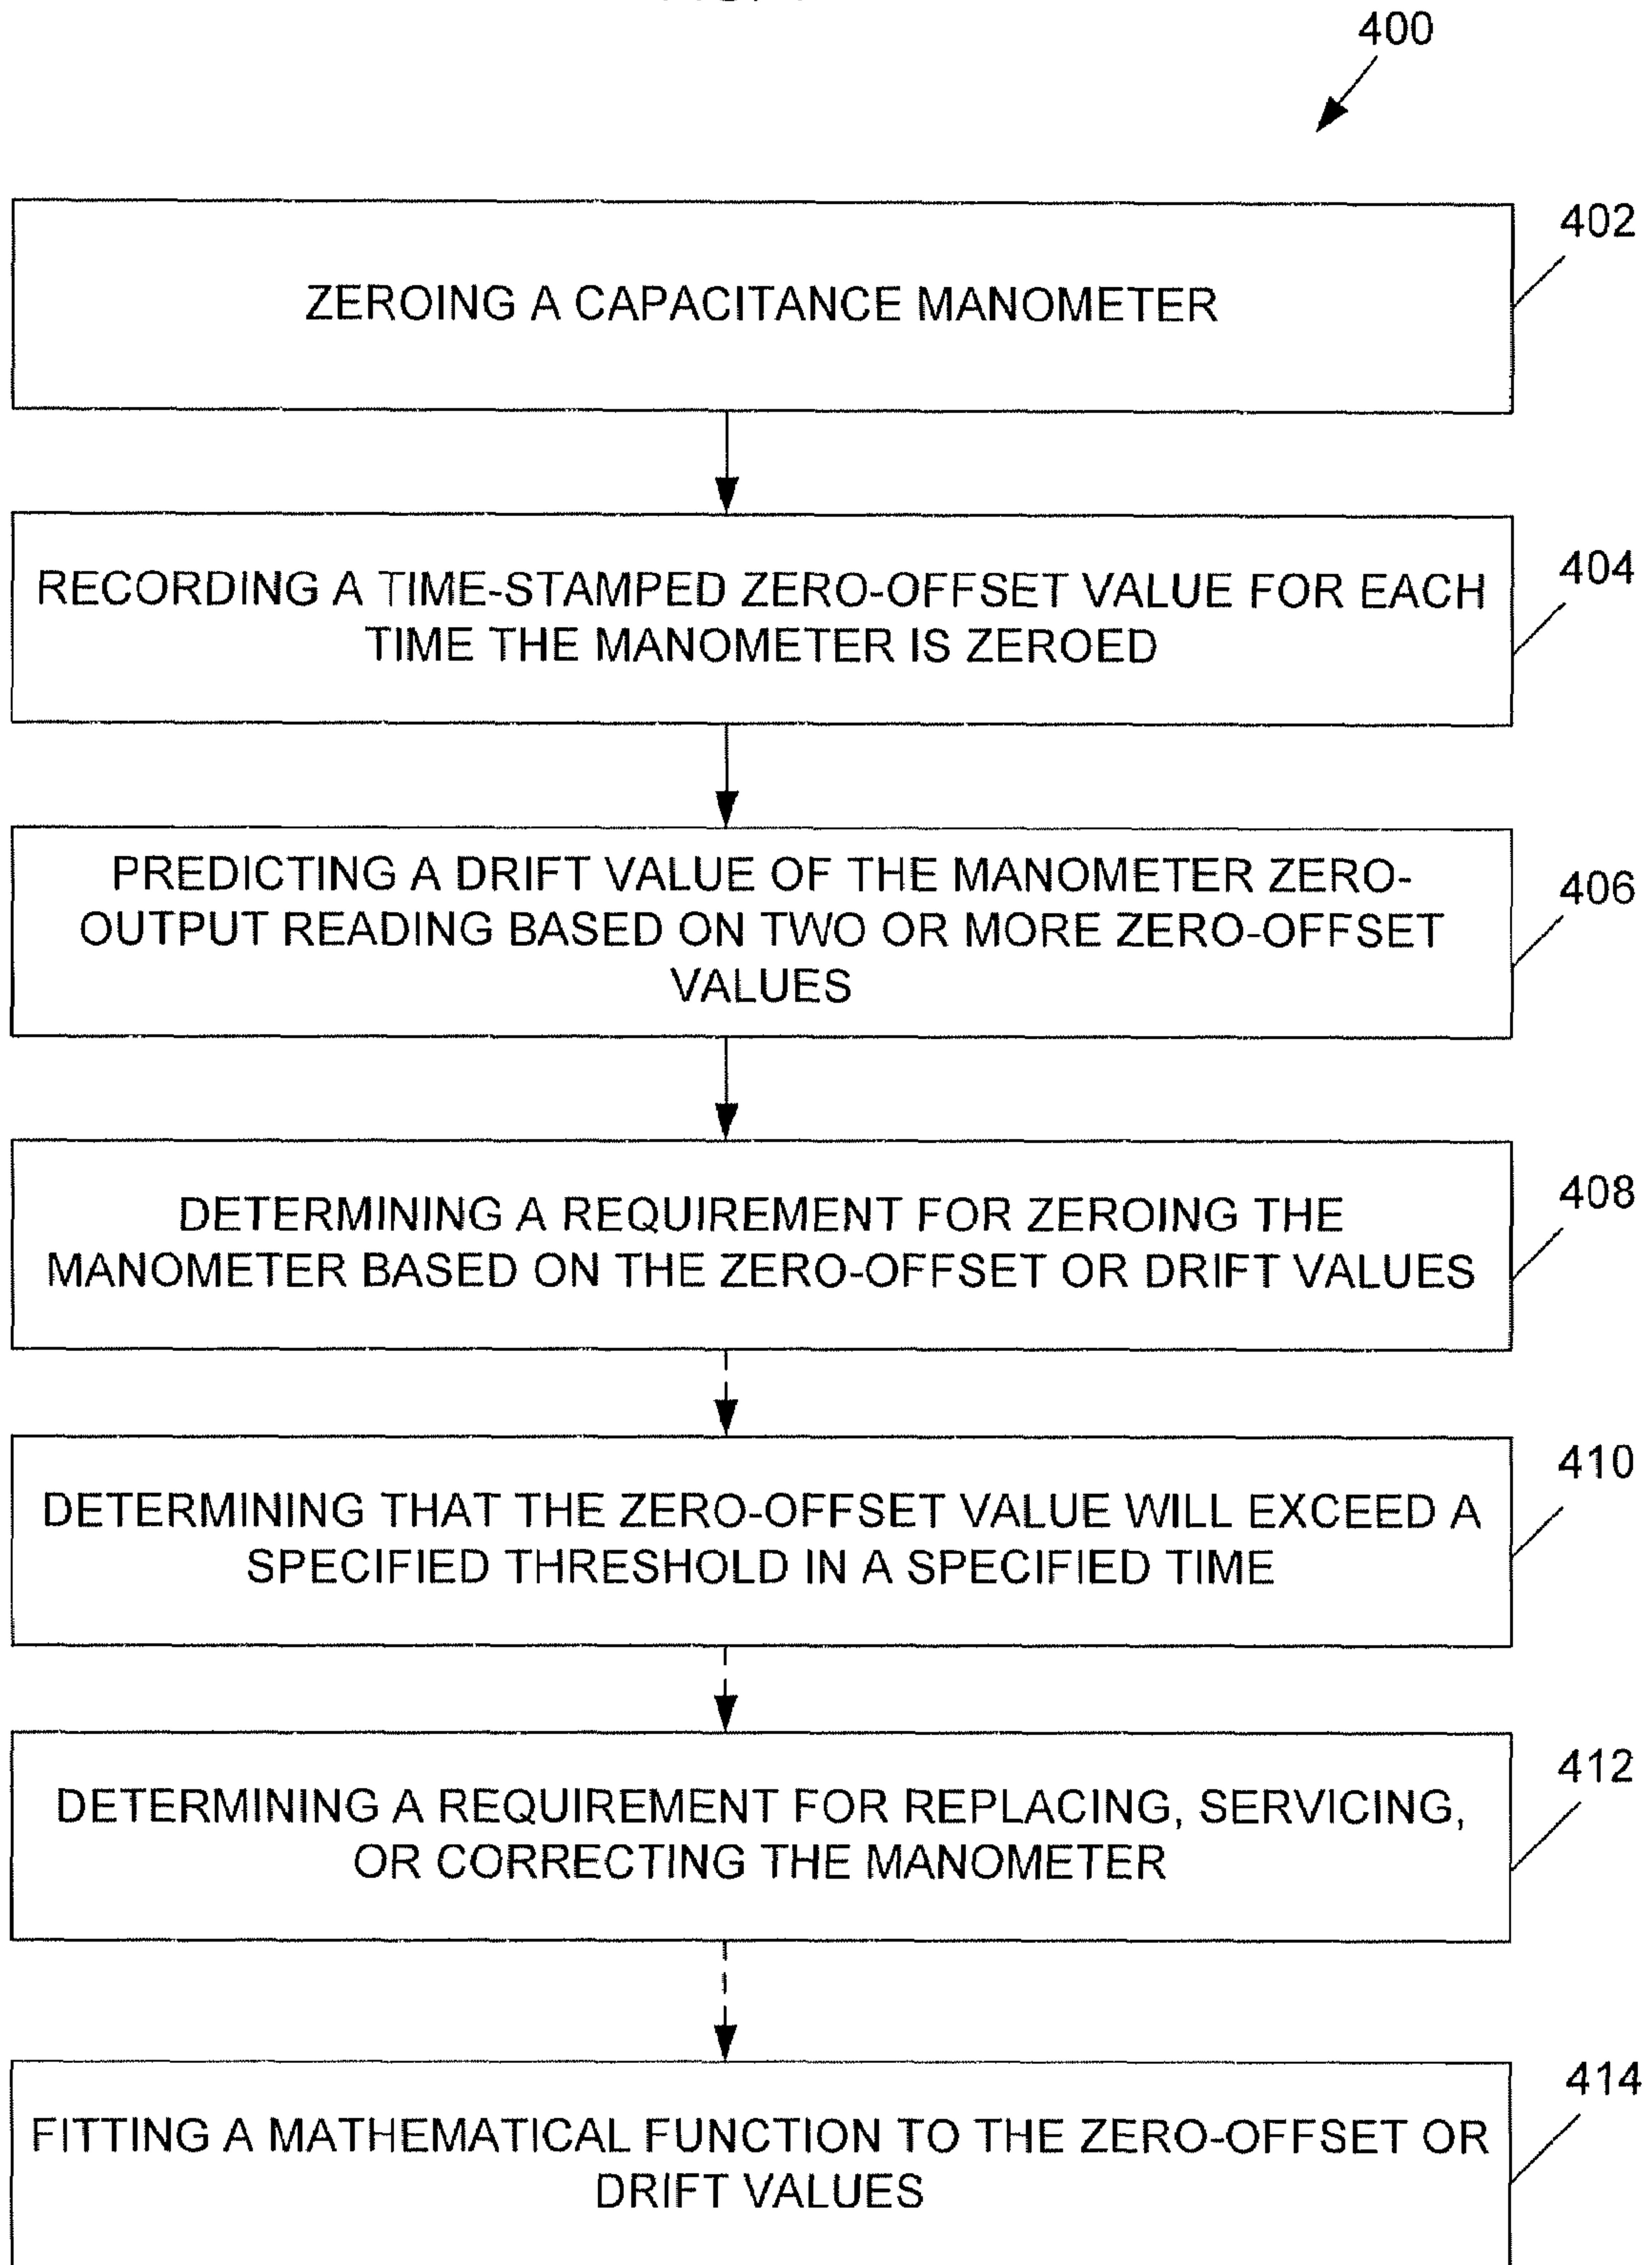 400
402
ZEROING A CAPACITANCE MANOMETER
404
RECORDING A TIME-STAMPED ZERO-OFFSET VALUE FOR EACH
TIME THE MANOMETER IS ZEROED
406
PREDICTING A DRIFT VALUE OF THE MANOMETER ZERO-
OUTPUT READING BASED ON TWO OR MORE ZERO-OFFSET
VALUES
408
DETERMINING A REQUIREMENT FOR ZEROING THE
MANOMETER BASED ON THE ZERO-OFFSET OR DRIFT VALUES
410
DETERMINING THAT THE ZERO-OFFSET VALUE WILL EXCEED A
SPECIFIED THRESHOLD IN A SPECIFIED TIME
412
DETERMINING A REQUIREMENT FOR REPLACING, SERVICING,
OR CORRECTING THE MANOMETER
414
FITTING A MATHEMATICAL FUNCTION TO THE ZERO-OFFSET OR
DRIFT VALUES